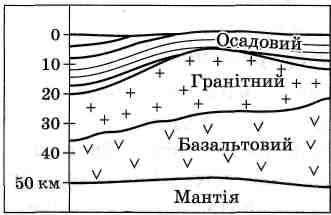 0
Осадовий
10
Гранітний
20
30
Базальтовий
40
50 км
Мантія